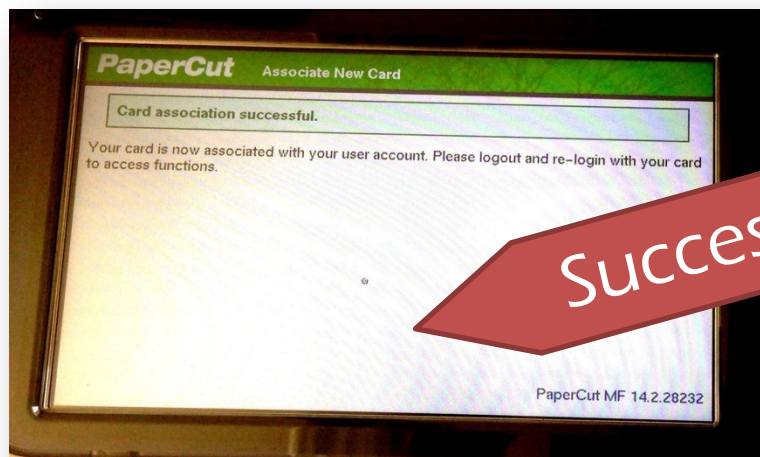 PaperCut Associate New Card
Card association successful.
Your card is now associated with your user account. Please logout and re-login with your card
to access functions.
Succes
PaperCut MF 14.2.28232